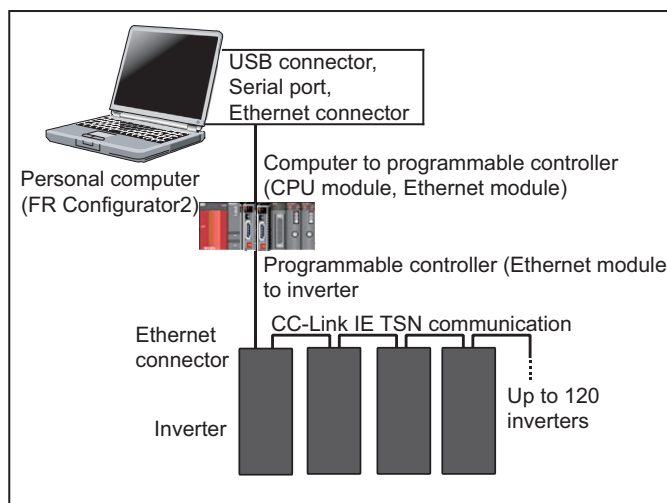 USB connector,
Serial port,
Ethernet connector
Personal computer
(FR Configurator2)
Computer to programmable controller
(CPU module, Ethernet module)
Programmable controller (Ethernet module
to inverter
CC-Link IE TSN communication
Ethernet
connector
Inverter
Up to 120
inverters